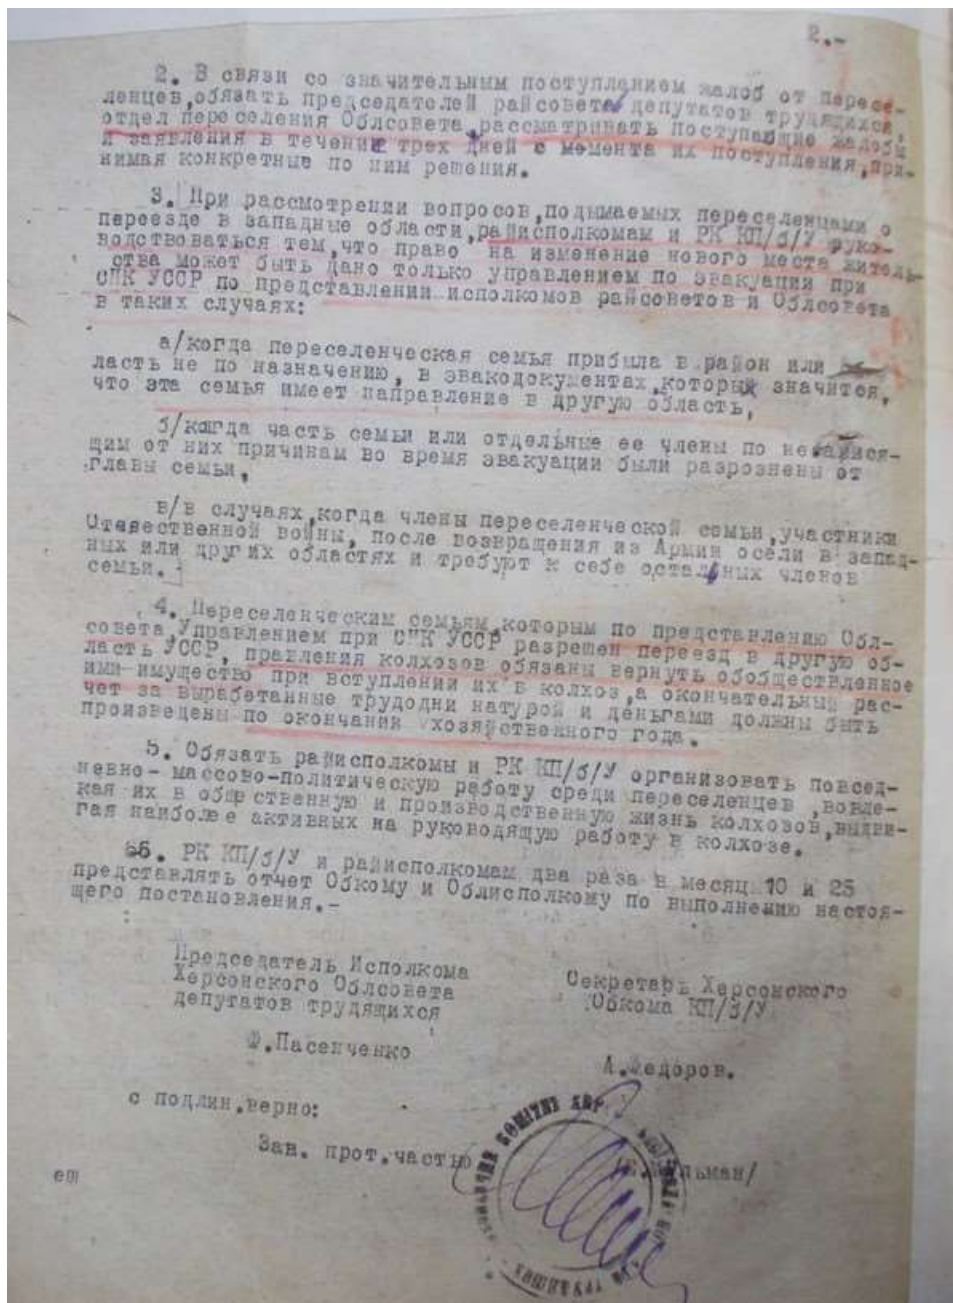 2.-
2. В связи со значительным поступлением жалоб от пересе-
ленцев, обязать председателей райсовета депутатов трудящихся,
отдел переселения Облсовета рассматривать поступающие жалобы
и заявления в течении трех дней с момента их поступления, при-
нимая конкретные по ним решения.
3. При рассмотрении вопросов, подымаемых переселенцами о
переезде в западные области, райисполкомам и РК КП/б/У руко-
водствоваться тем, что право на изменение нового места житель-
ства может быть дано только управлением по эвакуации при
СНК УССР по представлении исполкомов райсоветов и Облсовета
в таких случаях:
а/когда переселенческая семья прибыла в район или
ласть не по назначению, в эвакодокументах, которых значится,
что эта семья имеет направление в другую область,
б/когда часть семьи или отдельные ее члены по независя-
щим от них причинам во время эвакуации были разрознены от
главы семьи,
в/в случаях, когда члены переселенческой семьи, участники
Отечественной войны, после возвращения из Армии осели в запад-
ных или других областях и требуют к себе остальных членов
семьи.
4. Переселенческим семьям, которым по представлению Обл-
совета, Управлением при СНК УССР разрешен переезд в другую об-
ласть УССР, правления колхозов обязаны вернуть обобществленное
ими имущество при вступлении их в колхоз, а окончательный рас-
чет за выработанные трудодни натурой и деньгами должны быть
произведены по окончании хозяйственного года.
5. Обязать райисполкомы и РК КП/б/У организовать повсед-
невно- массово-политическую работу среди переселенцев, вовле-
кая их в общественную и производственную жизнь колхозов, выдви-
гая наиболее активных на руководящую работу в колхозе.
6. РК КП/б/У и райисполкомам два раза в месяц 10 и 25
представлять отчет Обкому и Облисполкому по выполнению настоя-
щего постановления.-
Председатель Исполкома
Херсонского Облсовета
депутатов трудящихся
Ф.Пасенченко
Секретарь Херсонского
Обкома КП/б/У
А.Федоров.
с подлин.верно:
Зав. прот.частью
еш